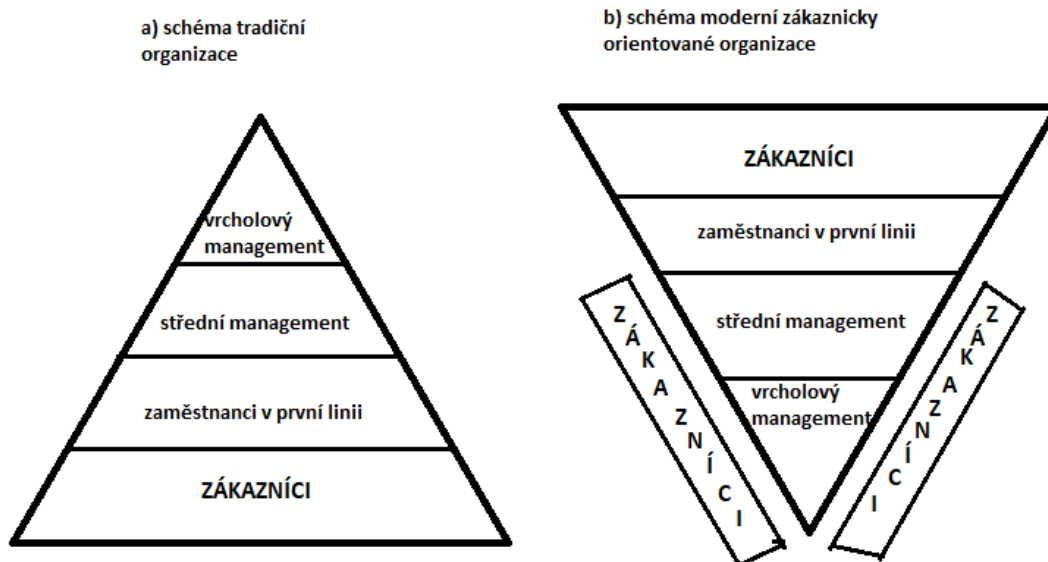 a) schéma tradiční
organizace
vrcholový
management
střední management
zaměstnanci v první linii
ZÁKAZNÍCI
b) schéma moderní zákaznicky
orientované organizace
ZÁKAZNÍCI
zaměstnanci v první linii
střední management
vrcholový
management
ZÁKAZNÍCI
ZÁKAZNÍCI